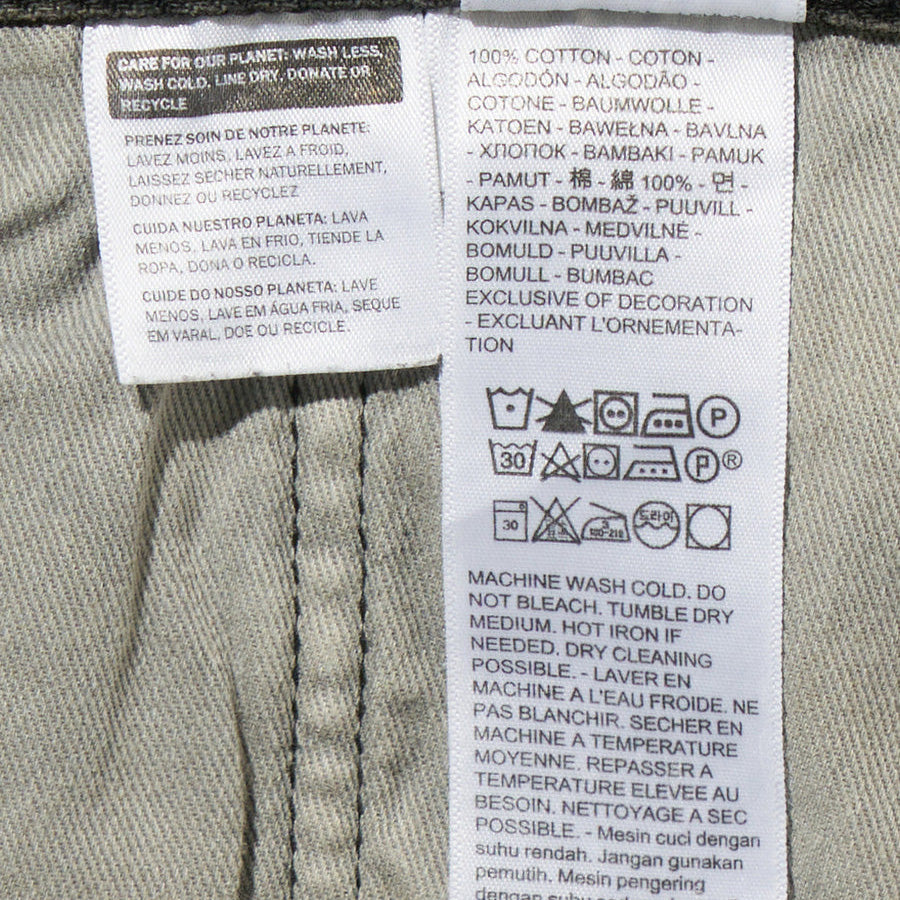 CARE FOR OUR PLANET: WASH LESS,
WASH COLD, LINE DRY, DONATE OR
RECYCLE
PRENEZ SOIN DE NOTRE PLANETE:
LAVEZ MOINS, LAVEZ A FROID,
LAISSEZ SECHER NATURELLEMENT,
DONNEZ OU RECYCLEZ
CUIDA NUESTRO PLANETA: LAVA
MENOS, LAVA EN FRIO, TIENDE LA
ROPA, DONA O RECICLA.
CUIDE DO NOSSO PLANETA: LAVE
MENOS, LAVE EM ÁGUA FRIA, SEQUE
EM VARAL, DOE OU RECICLE.
100% COTTON - COTON -
ALGODÓN - ALGODÃO -
COTONE - BAUMWOLLE -
KATOEN - BAWEŁNA - BAVLNA
- ХЛОПОК - BAMBAKI - PAMUK
- PAMUT - 棉 - 綿 100% - 면 -
KAPAS - BOMBAŽ - PUUVILL -
KOKVILNA - MEDVILNĖ -
BOMULD - PUUVILLA -
BOMULL - BUMBAC
EXCLUSIVE OF DECORATION
- EXCLUANT L'ORNEMENTA-
TION
P
30 P®
30 180-210 드라이
MACHINE WASH COLD. DO
NOT BLEACH. TUMBLE DRY
MEDIUM. HOT IRON IF
NEEDED. DRY CLEANING
POSSIBLE. - LAVER EN
MACHINE A L'EAU FROIDE. NE
PAS BLANCHIR. SECHER EN
MACHINE A TEMPERATURE
MOYENNE. REPASSER A
TEMPERATURE ELEVEE AU
BESOIN. NETTOYAGE A SEC
POSSIBLE. - Mesin cuci dengan
suhu rendah. Jangan gunakan
pemutih. Mesin pengering
dengan suhu